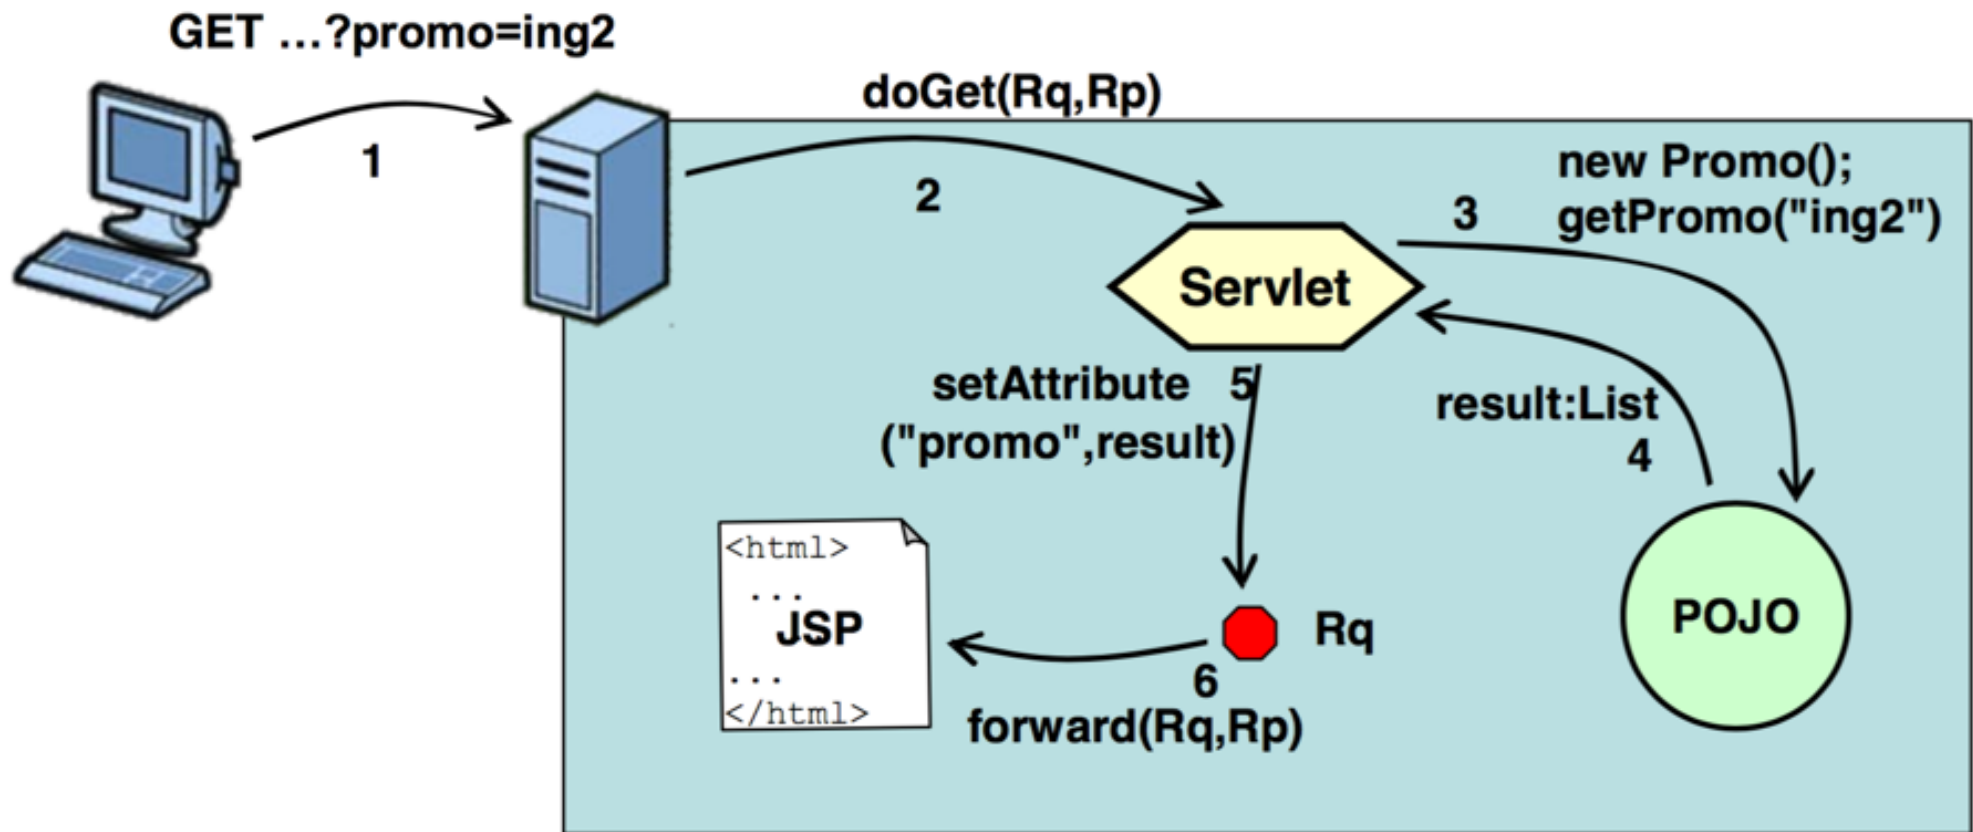 GET ...?promo=ing2
1
doGet(Rq,Rp)
2
new Promo();
3
getPromo("ing2")
Servlet
setAttribute 5
("promo",result)
result:List
4
<html>
...
JSP
...
</html>
Rq
6
forward(Rq,Rp)
POJO